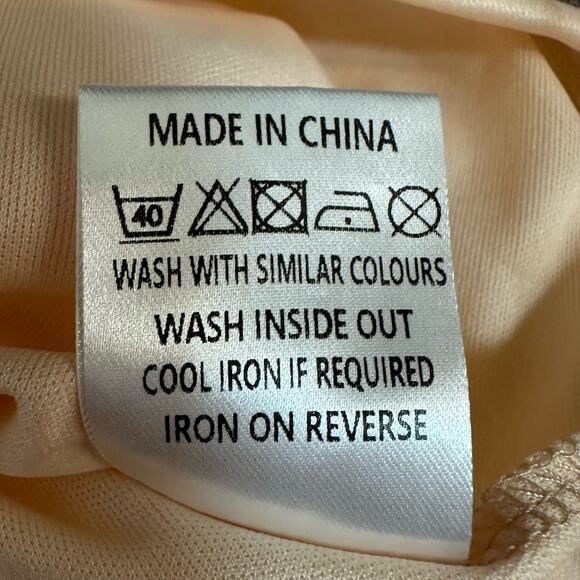 MADE IN CHINA
40
WASH WITH SIMILAR COLOURS
WASH INSIDE OUT
COOL IRON IF REQUIRED
IRON ON REVERSE